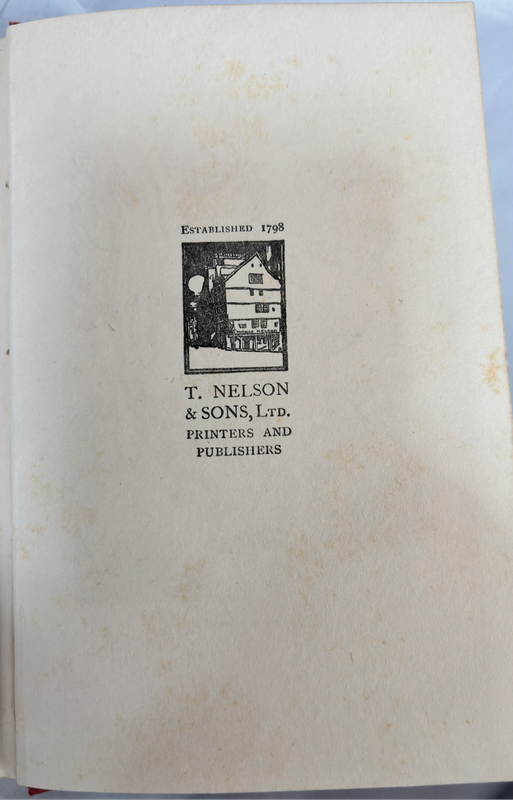 ESTABLISHED 1798
T. NELSON
& SONS, LTD.
PRINTERS AND
PUBLISHERS